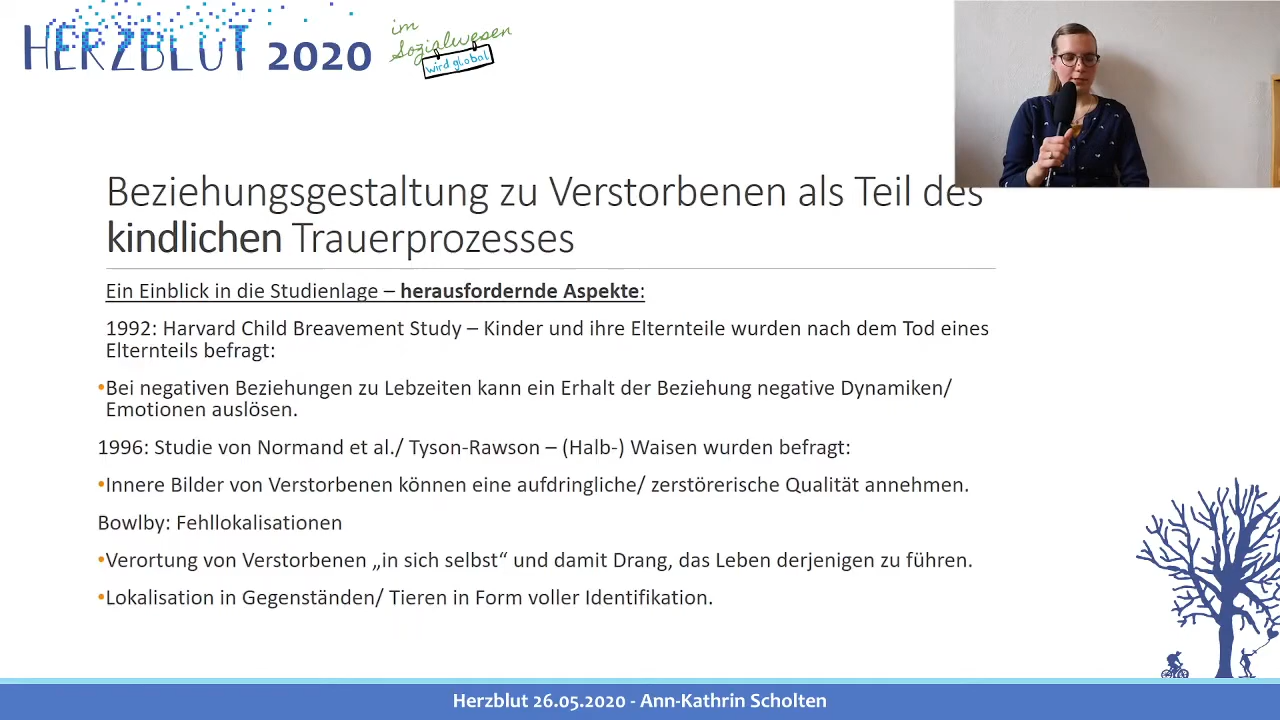 HERZBLUT 2020
im
Sozialwesen
wird global
Beziehungsgestaltung zu Verstorbenen als Teil des
kindlichen Trauerprozesses
Ein Einblick in die Studienlage – herausfordernde Aspekte:
1992: Harvard Child Breavement Study – Kinder und ihre Elternteile wurden nach dem Tod eines
Elternteils befragt:
•Bei negativen Beziehungen zu Lebzeiten kann ein Erhalt der Beziehung negative Dynamiken/
Emotionen auslösen.
1996: Studie von Normand et al./ Tyson-Rawson – (Halb-) Waisen wurden befragt:
•Innere Bilder von Verstorbenen können eine aufdringliche/ zerstörerische Qualität annehmen.
Bowlby: Fehllokalisationen
•Verortung von Verstorbenen „in sich selbst“ und damit Drang, das Leben derjenigen zu führen.
•Lokalisation in Gegenständen/ Tieren in Form voller Identifikation.
Herzblut 26.05.2020 - Ann-Kathrin Scholten